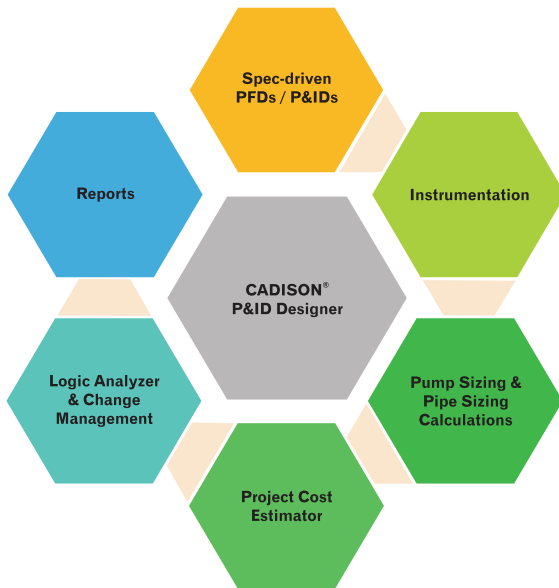 Spec-driven
PFDs / P&IDs
Instrumentation
Reports
CADISON®
P&ID Designer
Logic Analyzer
& Change
Management
Pump Sizing &
Pipe Sizing
Calculations
Project Cost
Estimator